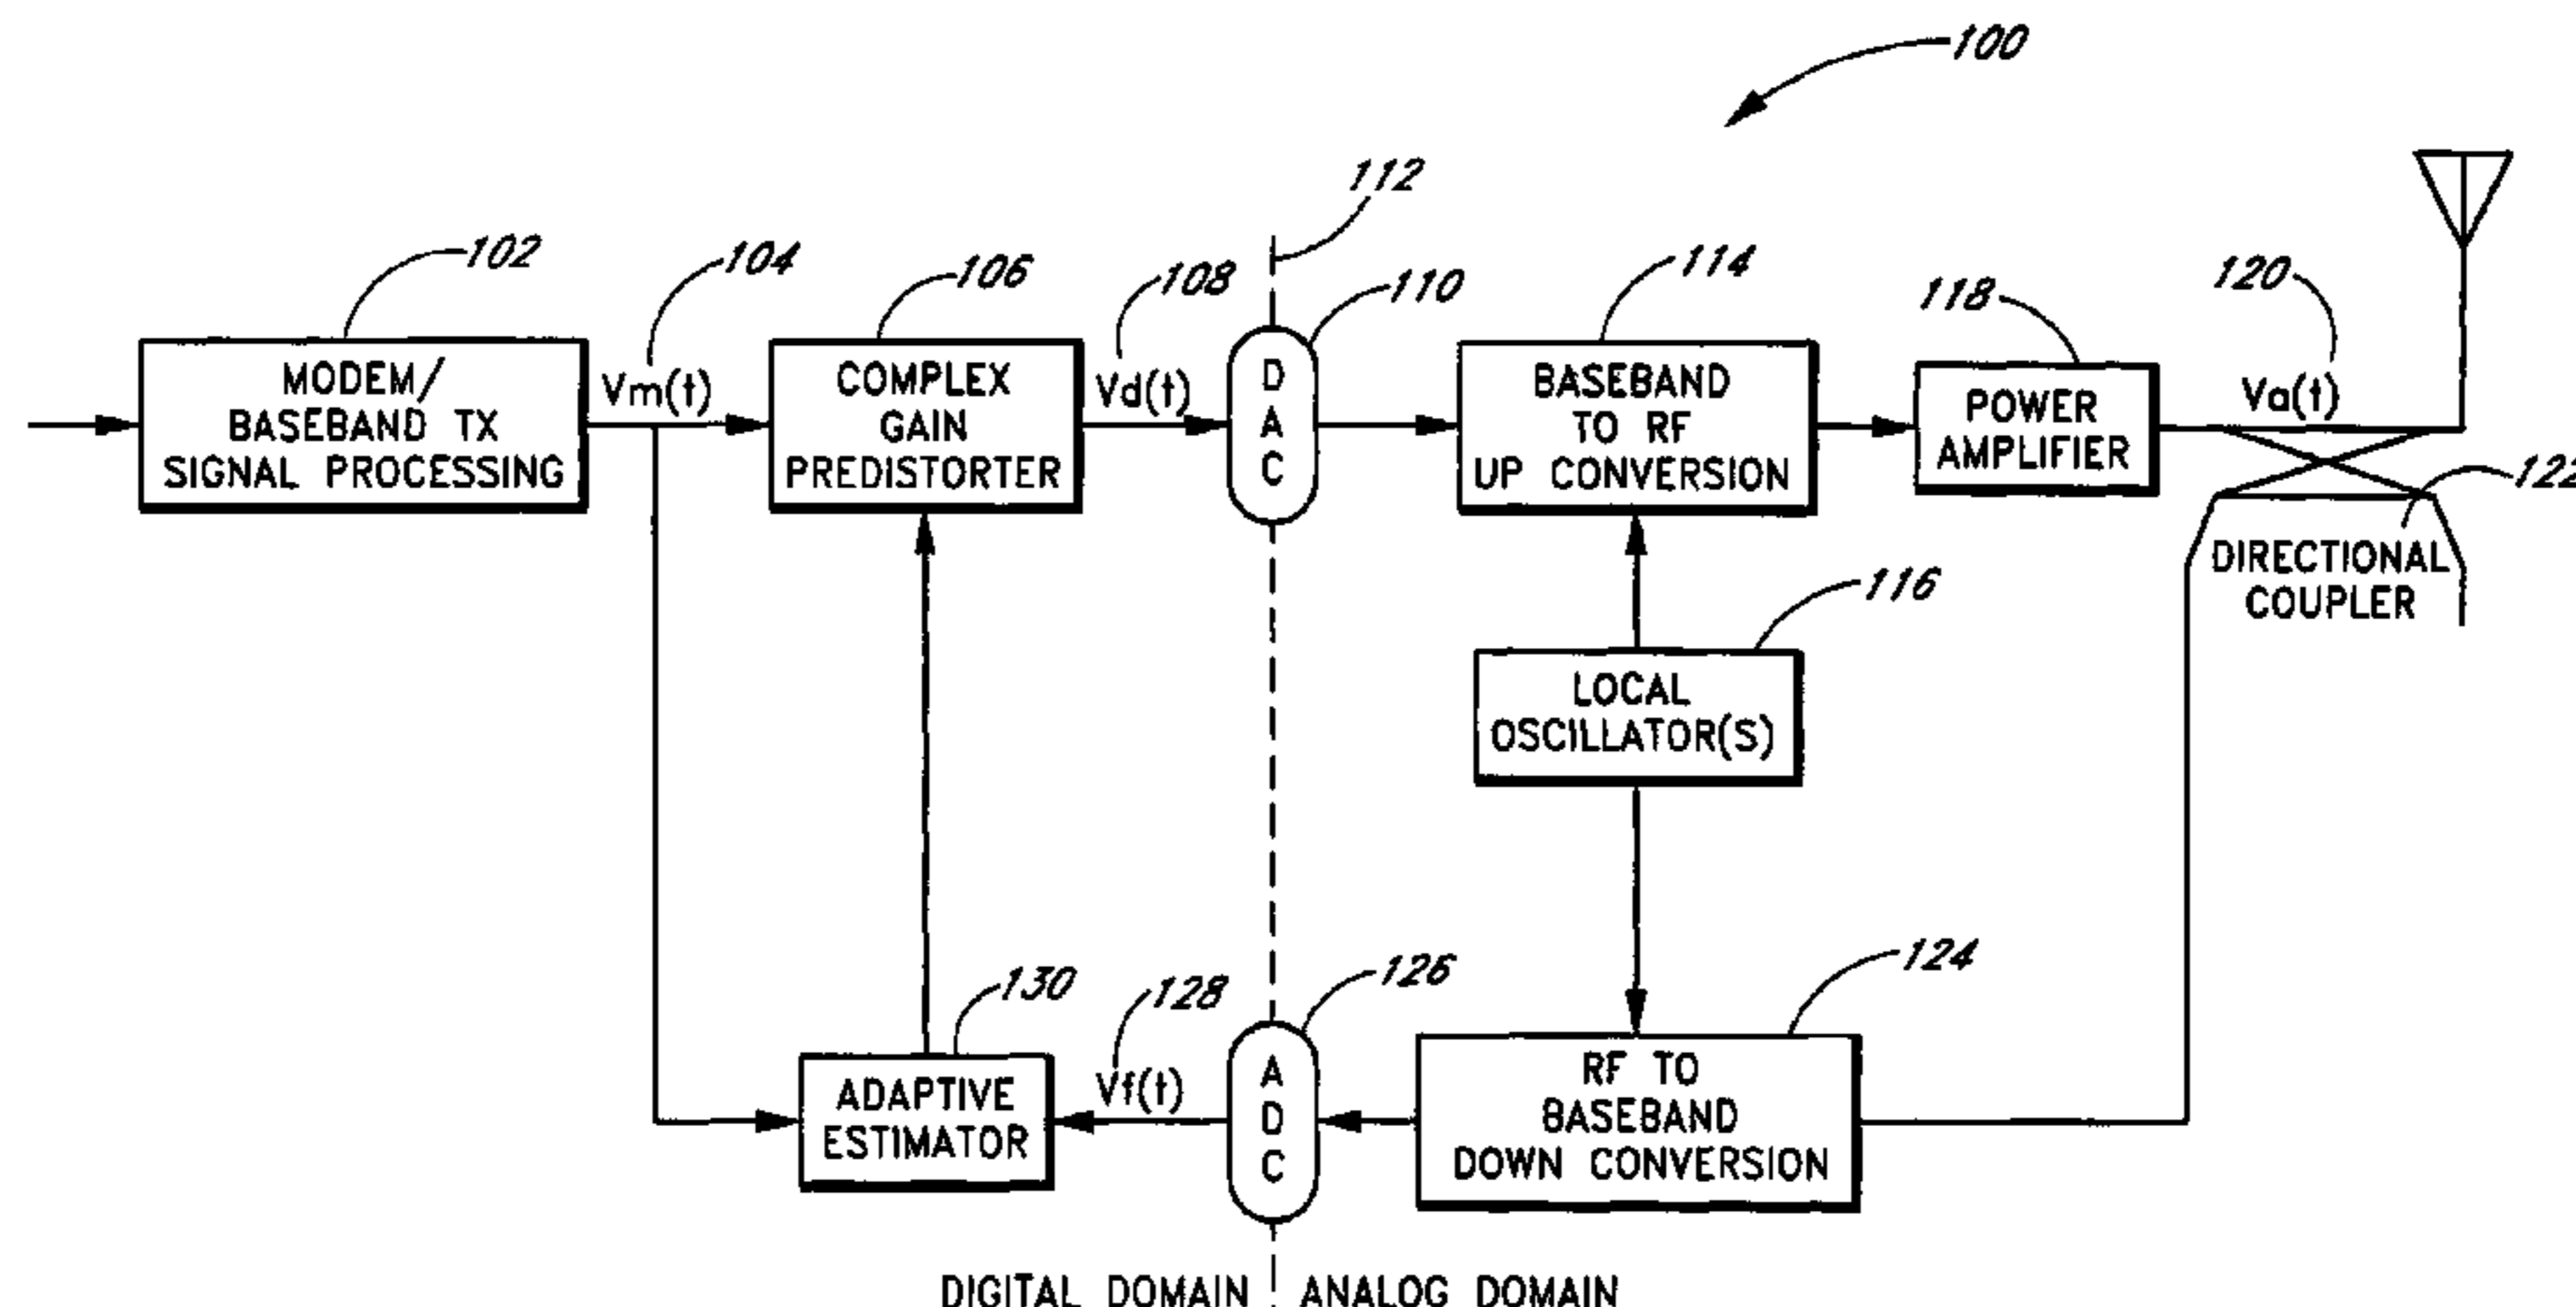 100
112
102
104
106
108
110
114
118
120
122
MODEM/
BASEBAND TX
SIGNAL PROCESSING
Vm(t)
COMPLEX
GAIN
PREDISTORTER
Vd(t)
D
A
C
BASEBAND
TO RF
UP CONVERSION
POWER
AMPLIFIER
Va(t)
DIRECTIONAL
COUPLER
116
LOCAL
OSCILLATOR(S)
130
128
126
124
ADAPTIVE
ESTIMATOR
Vf(t)
A
D
C
RF TO
BASEBAND
DOWN CONVERSION
DIGITAL DOMAIN
ANALOG DOMAIN